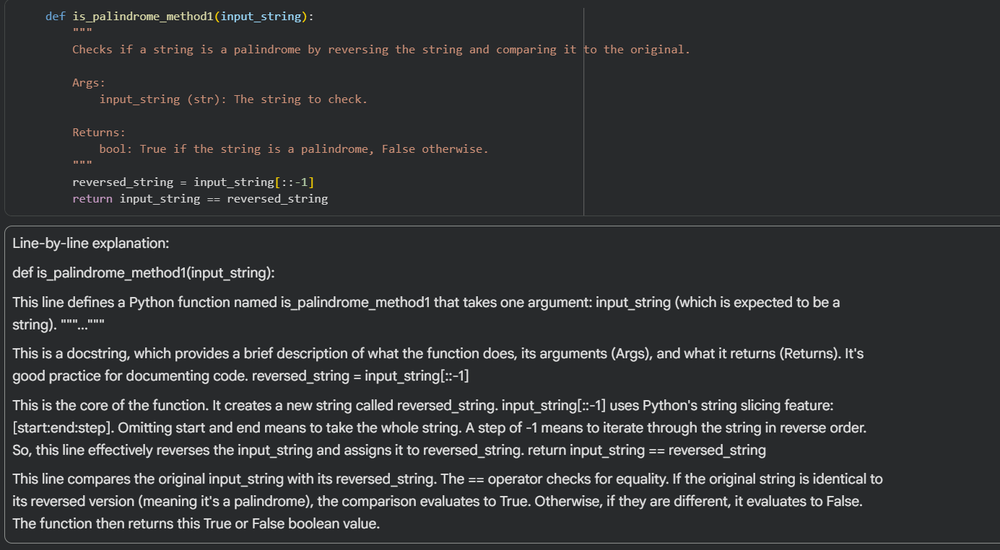 def is_palindrome_method1(input_string):
"""
Checks if a string is a palindrome by reversing the string and comparing it to the original.
Args:
input_string (str): The string to check.
Returns:
bool: True if the string is a palindrome, False otherwise.
"""
reversed_string = input_string[::-1]
return input_string == reversed_string
Line-by-line explanation:
def is_palindrome_method1(input_string):
This line defines a Python function named is_palindrome_method1 that takes one argument: input_string (which is expected to be a
string). """..."""
This is a docstring, which provides a brief description of what the function does, its arguments (Args), and what it returns (Returns). It's
good practice for documenting code. reversed_string = input_string[::-1]
This is the core of the function. It creates a new string called reversed_string. input_string[::-1] uses Python's string slicing feature:
[start:end:step]. Omitting start and end means to take the whole string. A step of -1 means to iterate through the string in reverse order.
So, this line effectively reverses the input_string and assigns it to reversed_string. return input_string == reversed_string
This line compares the original input_string with its reversed_string. The == operator checks for equality. If the original string is identical to
its reversed version (meaning it's a palindrome), the comparison evaluates to True. Otherwise, if they are different, it evaluates to False.
The function then returns this True or False boolean value.